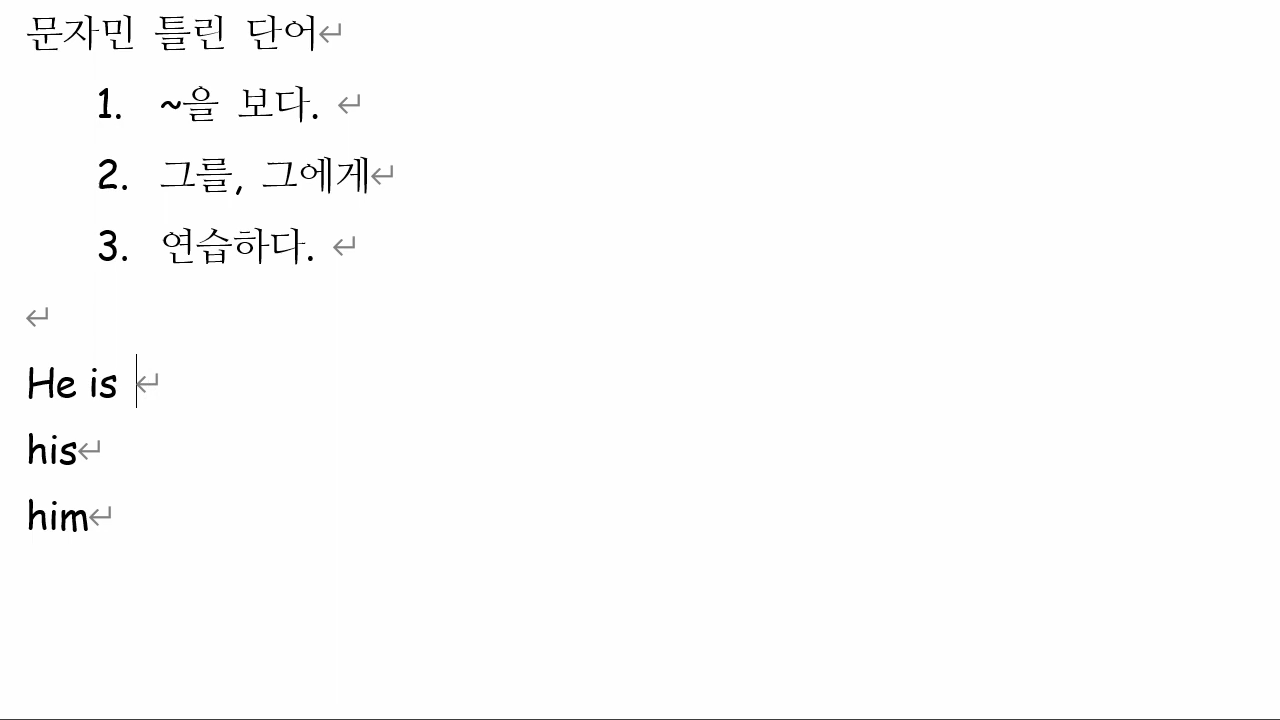 문자민 틀린 단어
1. ~을 보다.
2. 그를, 그에게
3. 연습하다.
He is
his
him